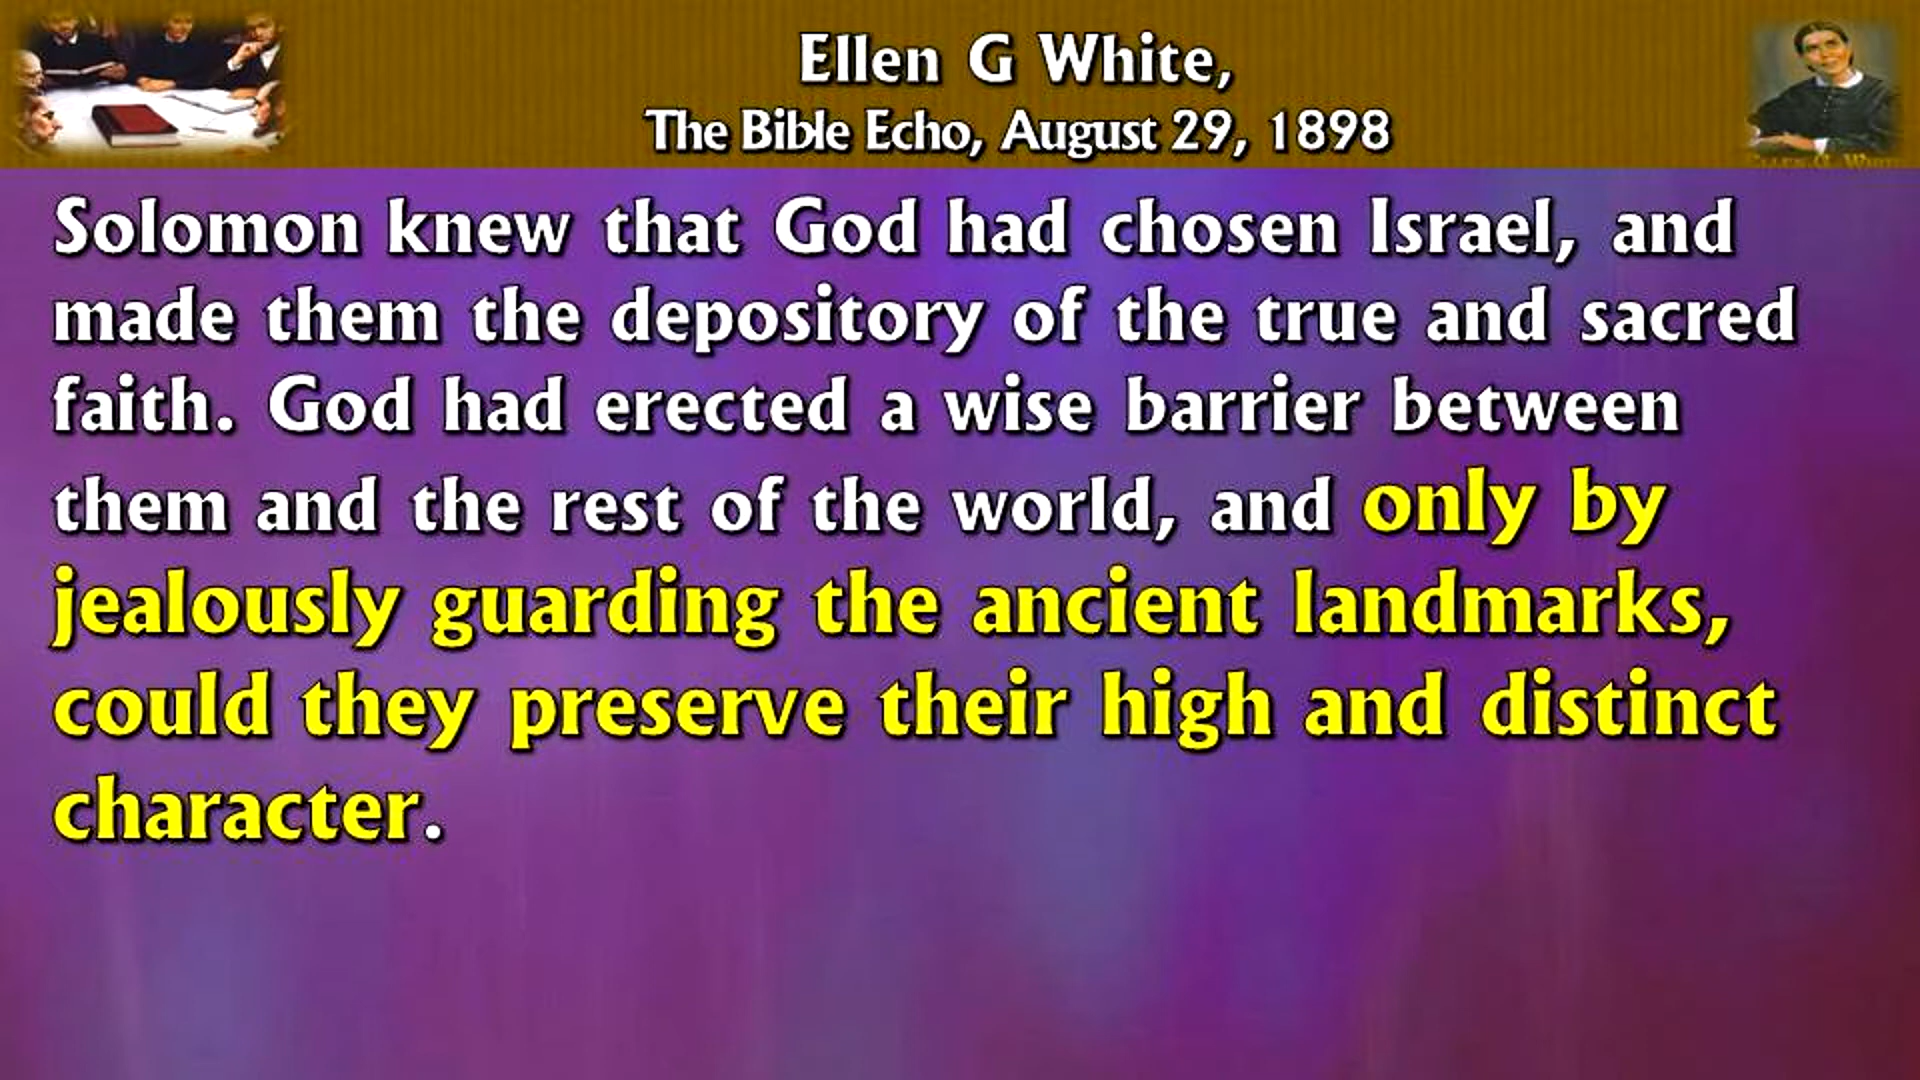 Ellen G White,
The Bible Echo, August 29, 1898
ELLEN G. WHITE
Solomon knew that God had chosen Israel, and
made them the depository of the true and sacred
faith. God had erected a wise barrier between
them and the rest of the world, and only by
jealously guarding the ancient landmarks,
could they preserve their high and distinct
character.